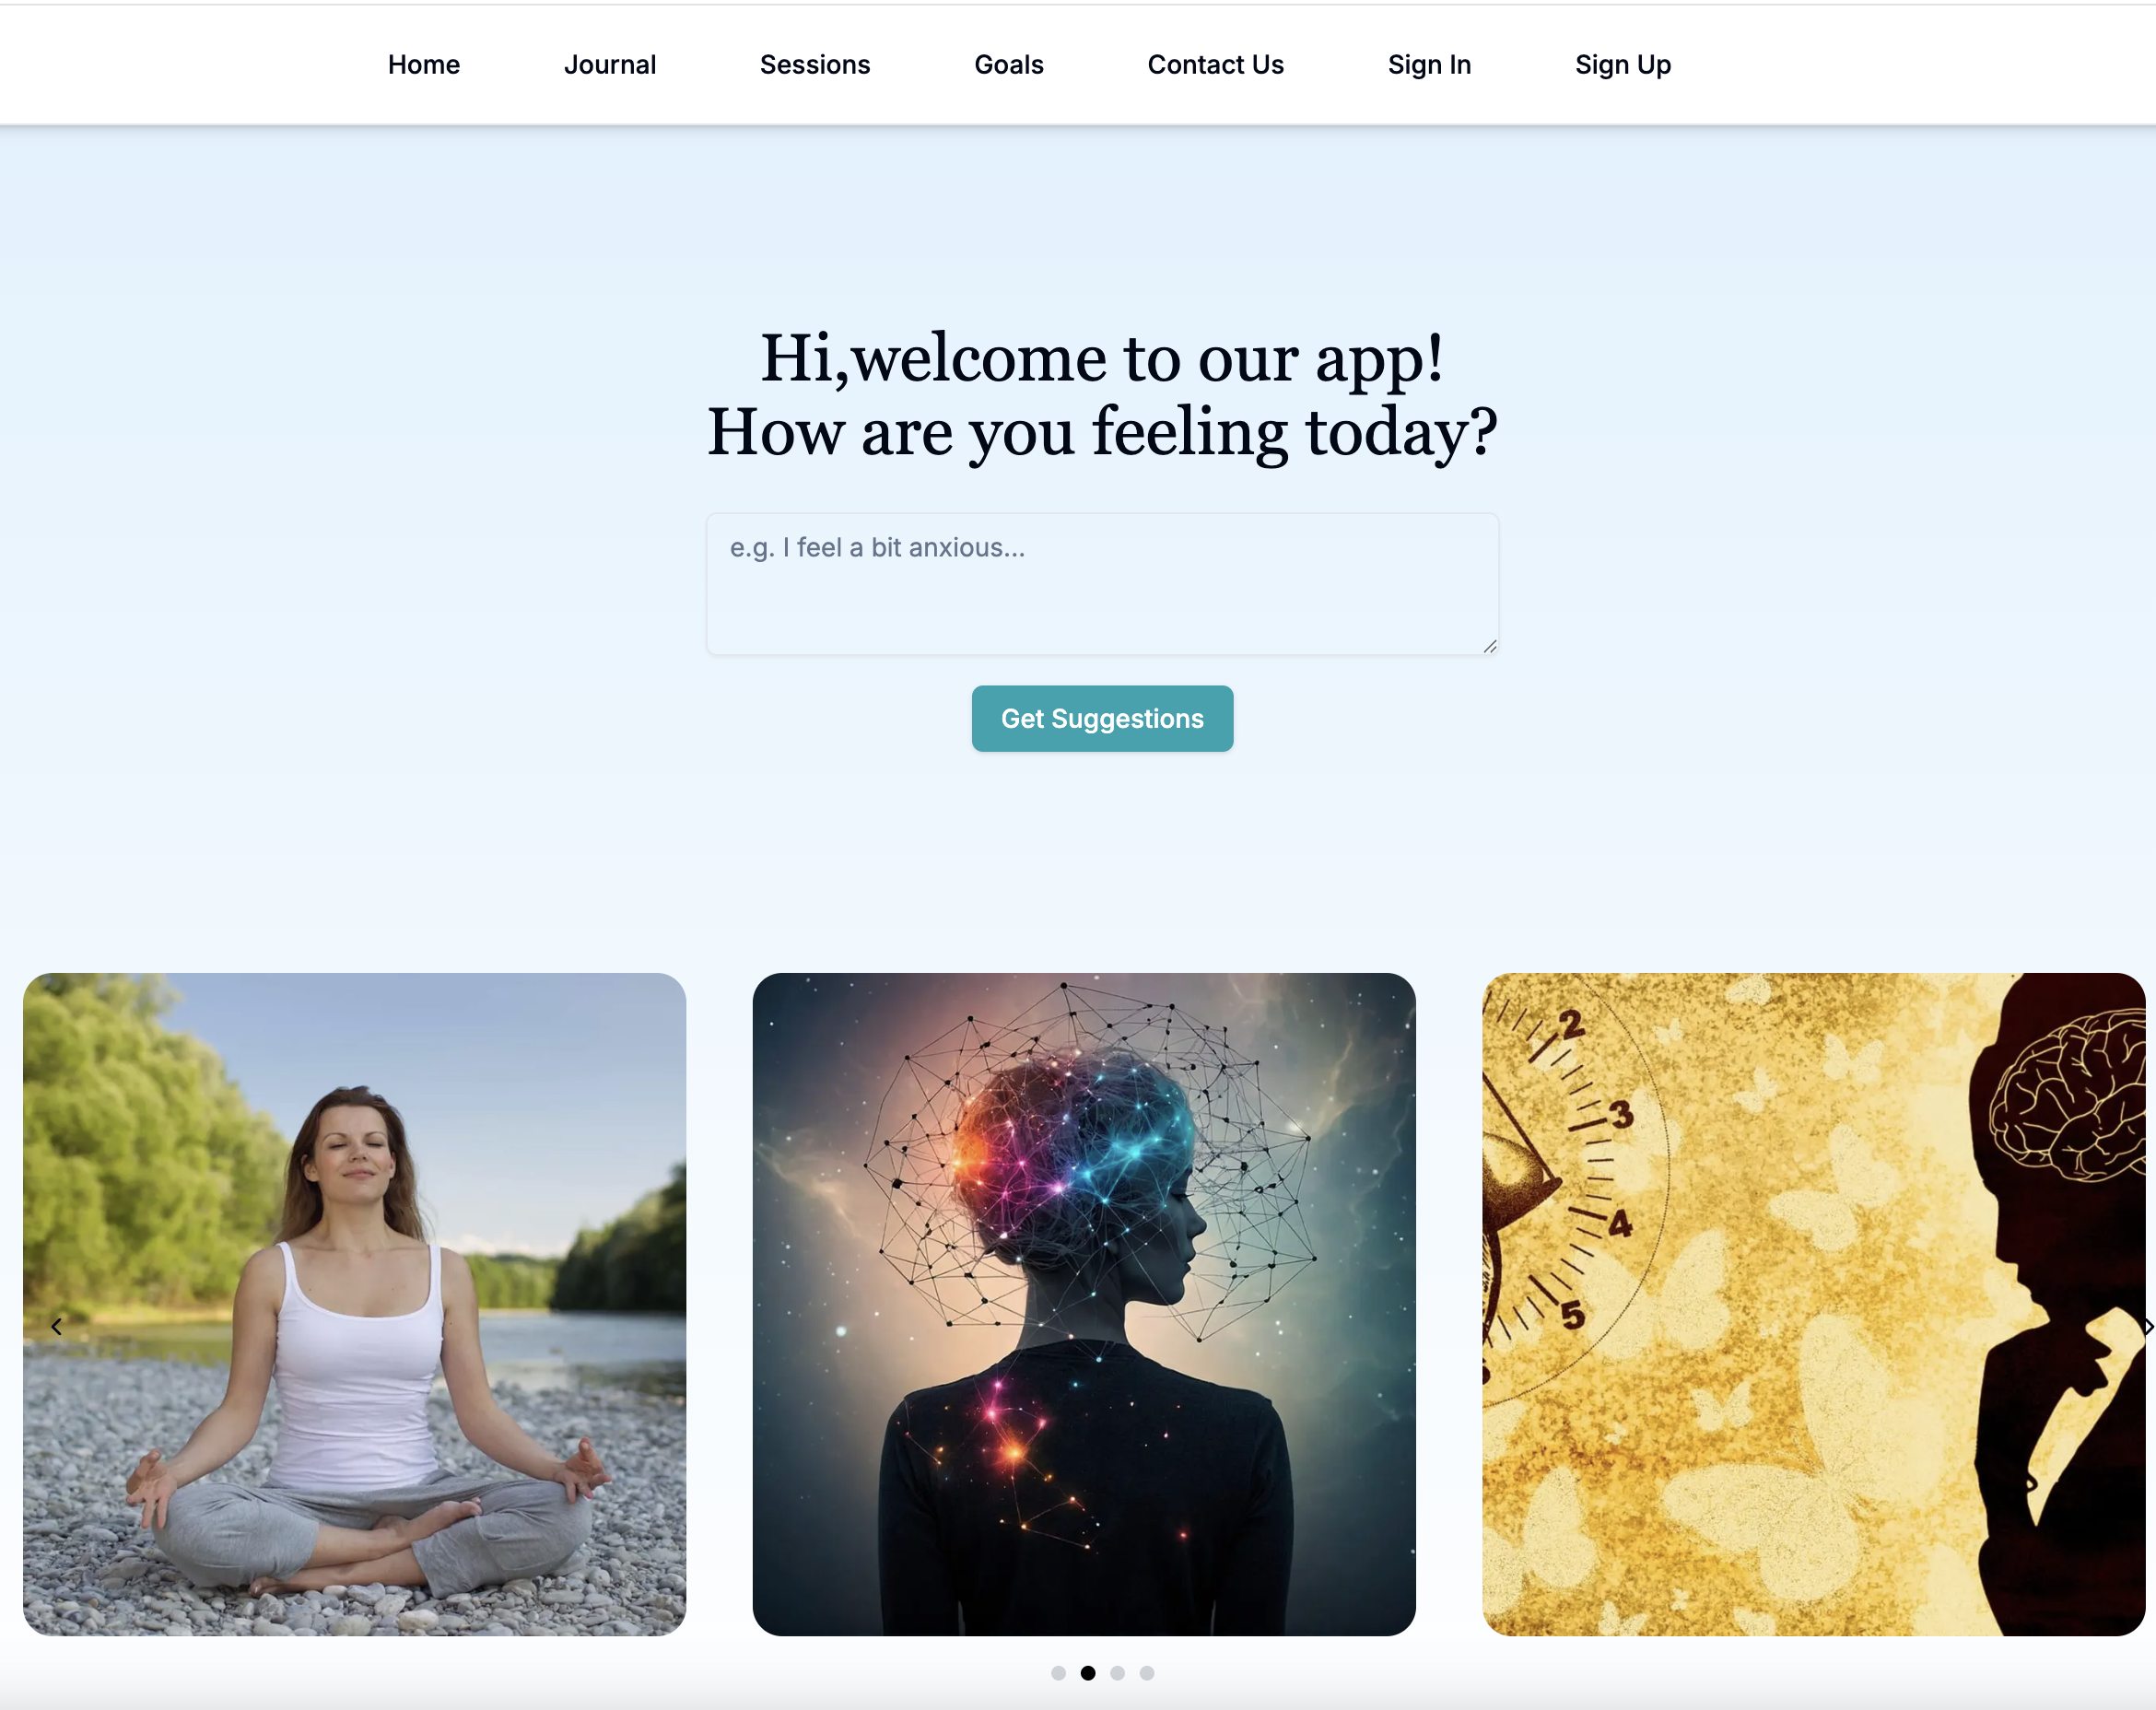 Home Journal Sessions Goals Contact Us Sign In Sign Up
Hi,welcome to our app!
How are you feeling today?
e.g. I feel a bit anxious...
Get Suggestions
2
3
4
5